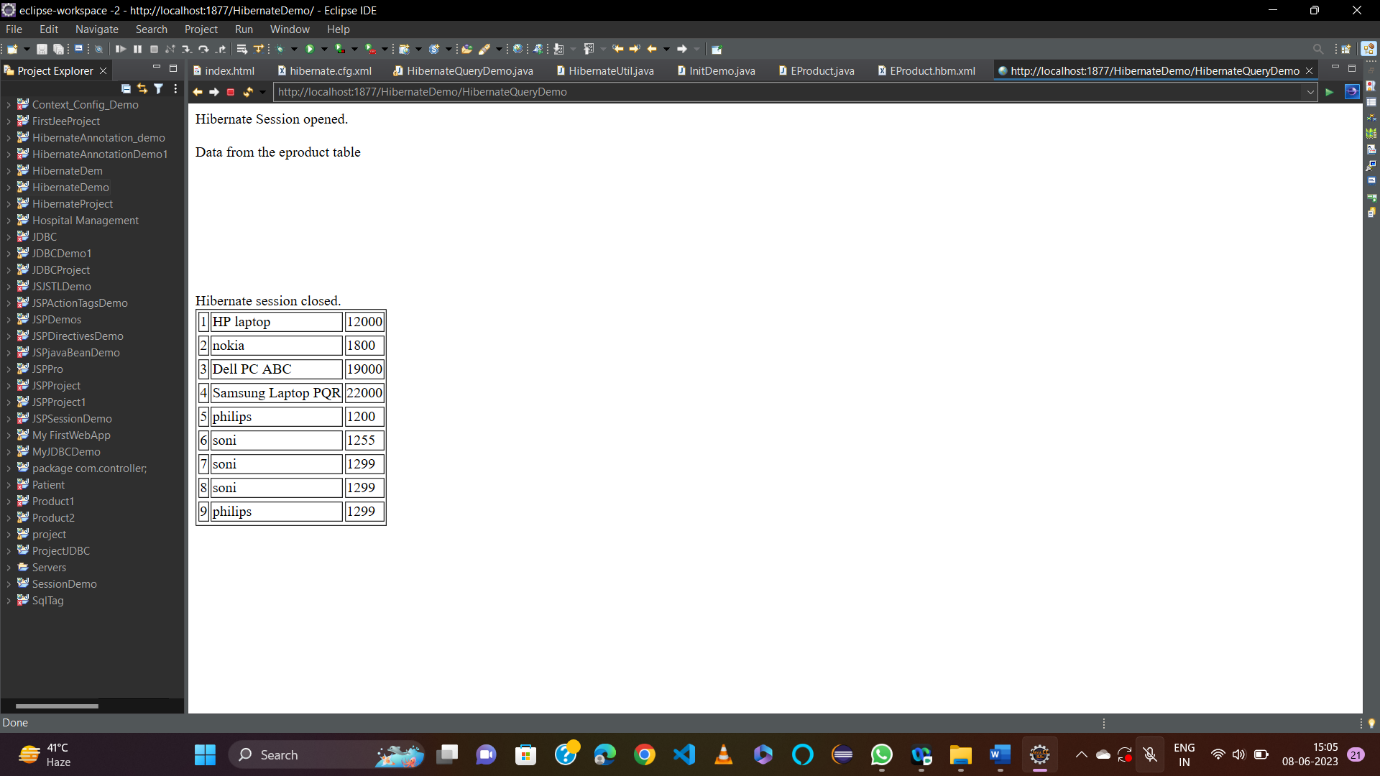 eclipse-workspace -2 - http://localhost:1877/HibernateDemo/ - Eclipse IDE
File Edit Navigate Search Project Run Window Help
Project Explorer
index.html hibernate.cfg.xml HibernateQueryDemo.java HibernateUtil.java InitDemo.java EProduct.java EProduct.hbm.xml http://localhost:1877/HibernateDemo/HibernateQueryDemo
http://localhost:1877/HibernateDemo/HibernateQueryDemo
Context_Config_Demo
FirstJeeProject
HibernateAnnotation_demo
HibernateAnnotationDemo1
HibernateDem
HibernateDemo
HibernateProject
Hospital Management
JDBC
JDBCDemo1
JDBCProject
JSJSTLDemo
JSPActionTagsDemo
JSPDemos
JSPDirectivesDemo
JSPjavaBeanDemo
JSPPro
JSPProject
JSPProject1
JSPSessionDemo
My FirstWebApp
MyJDBCDemo
package com.controller;
Patient
Product1
Product2
project
ProjectJDBC
Servers
SessionDemo
SqlTag
Hibernate Session opened.
Data from the eproduct table
Hibernate session closed.
1 HP laptop 12000
2 nokia 1800
3 Dell PC ABC 19000
4 Samsung Laptop PQR 22000
5 philips 1200
6 soni 1255
7 soni 1299
8 soni 1299
9 philips 1299
Done
41°C
Haze
Search
ENG
IN
15:05
08-06-2023
21